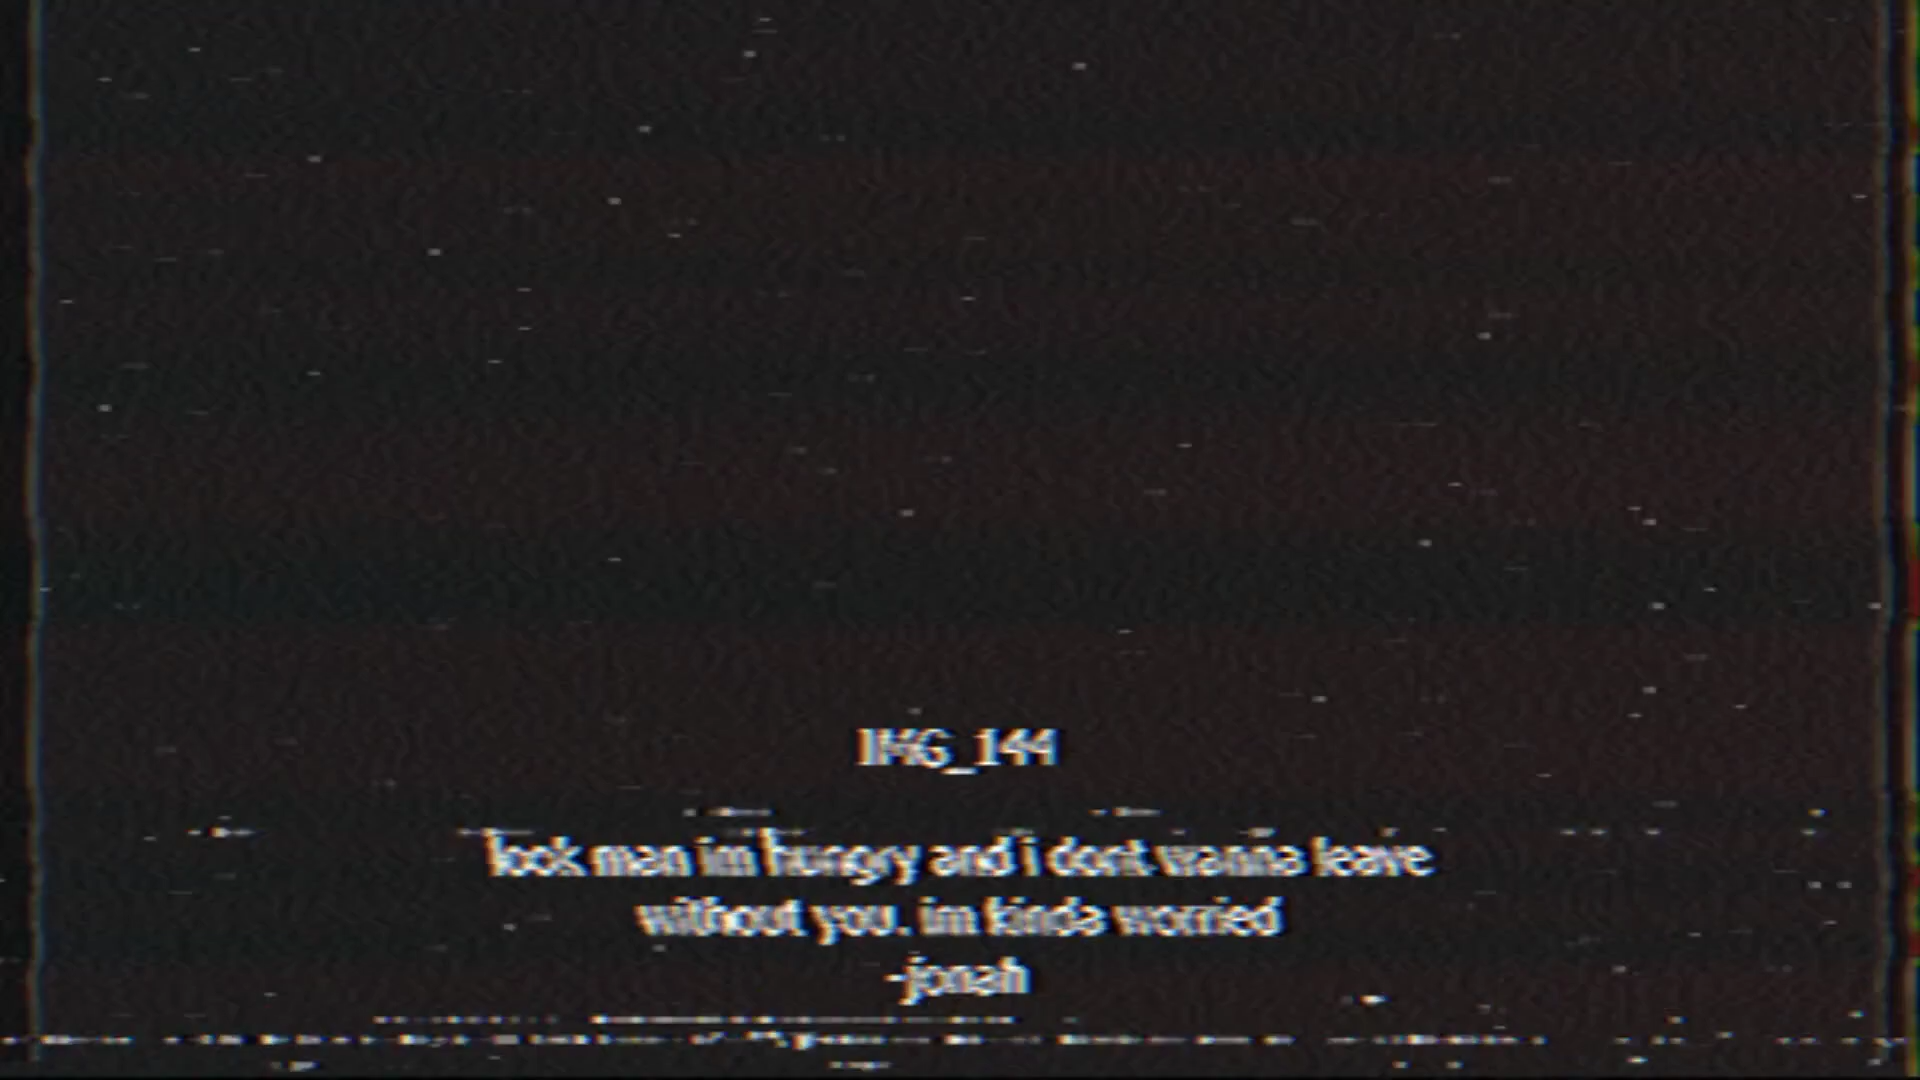 IMG_144
look man im hungry and i dont wanna leave
without you. im kinda worried
-jonah